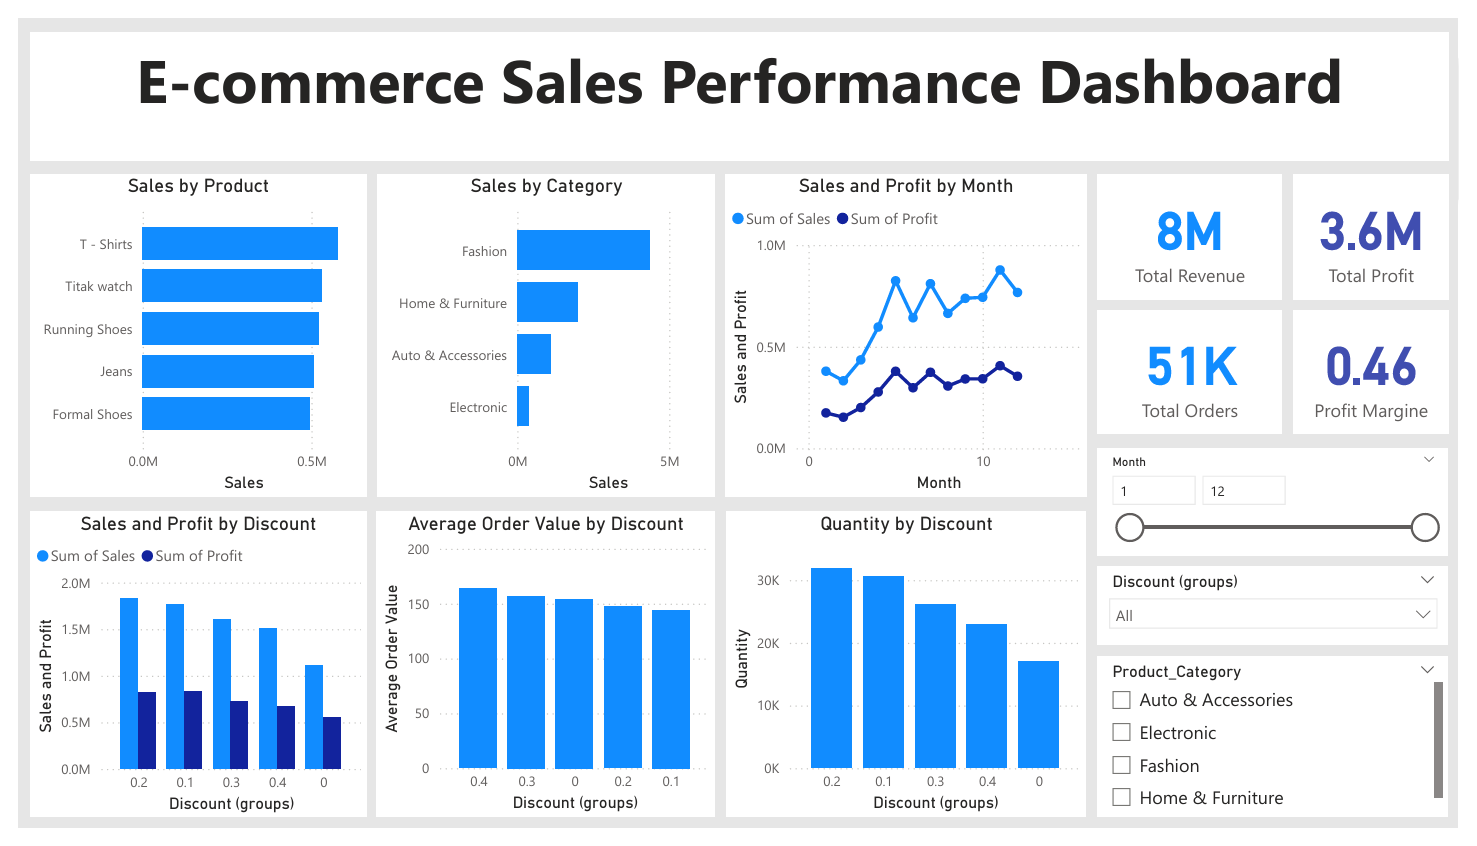 E-commerce Sales Performance Dashboard
Sales by Product
T - Shirts
Titak watch
Running Shoes
Jeans
Formal Shoes
0.0M 0.5M
Sales
Sales by Category
Fashion
Home & Furniture
Auto & Accessories
Electronic
0M 5M
Sales
Sales and Profit by Month
Sum of Sales Sum of Profit
1.0M
0.5M
0.0M
Sales and Profit
0 10
Month
8M
Total Revenue
3.6M
Total Profit
51K
Total Orders
0.46
Profit Margine
Month
1 12
Discount (groups)
All
Product_Category
Auto & Accessories
Electronic
Fashion
Home & Furniture
Sales and Profit by Discount
Sum of Sales Sum of Profit
2.0M
1.5M
1.0M
0.5M
0.0M
Sales and Profit
0.2 0.1 0.3 0.4 0
Discount (groups)
Average Order Value by Discount
200
150
100
50
0
Average Order Value
0.4 0.3 0 0.2 0.1
Discount (groups)
Quantity by Discount
30K
20K
10K
0K
Quantity
0.2 0.1 0.3 0.4 0
Discount (groups)